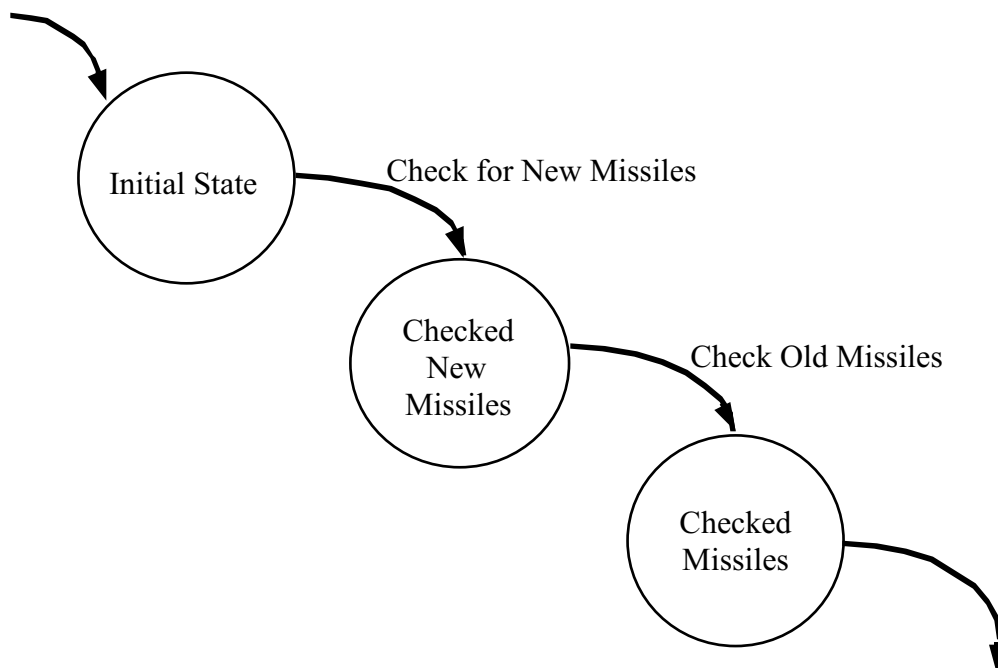 Initial State
Check for New Missiles
Checked
New
Missiles
Check Old Missiles
Checked
Missiles